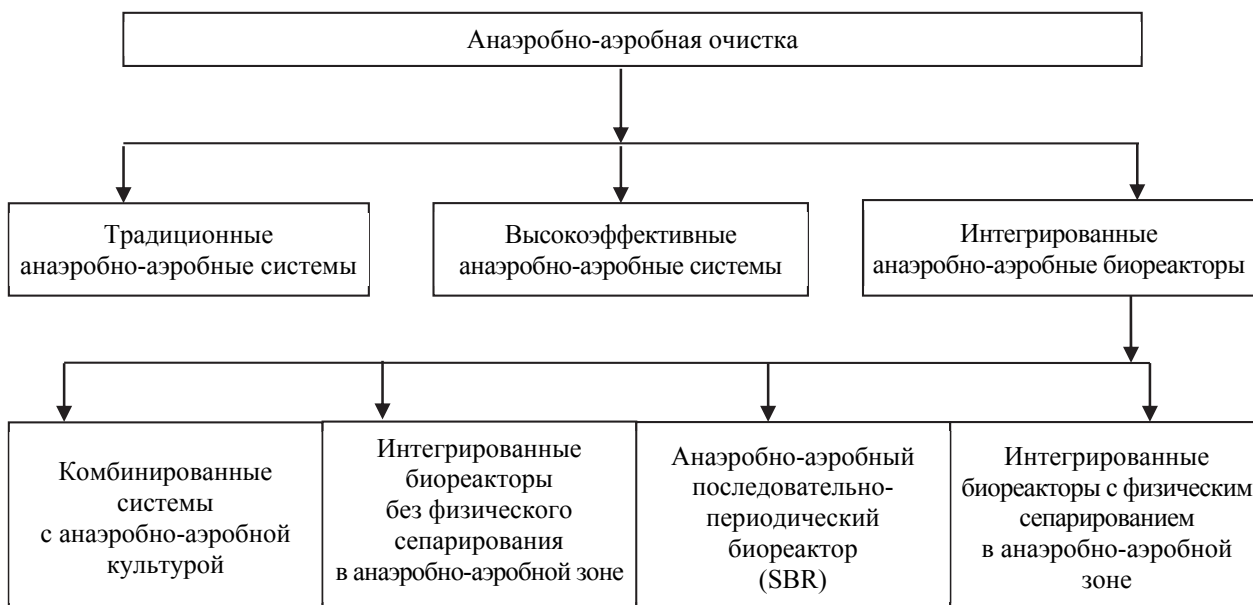 Анаэробно-аэробная очистка
Традиционные
анаэробно-аэробные системы
Высокоэффективные
анаэробно-аэробные системы
Интегрированные
анаэробно-аэробные биореакторы
Комбинированные
системы
с анаэробно-аэробной
культурой
Интегрированные
биореакторы
без физического
сепарирования
в анаэробно-аэробной зоне
Анаэробно-аэробный
последовательно-
периодический
биореактор
(SBR)
Интегрированные
биореакторы с физическим
сепарированием
в анаэробно-аэробной
зоне